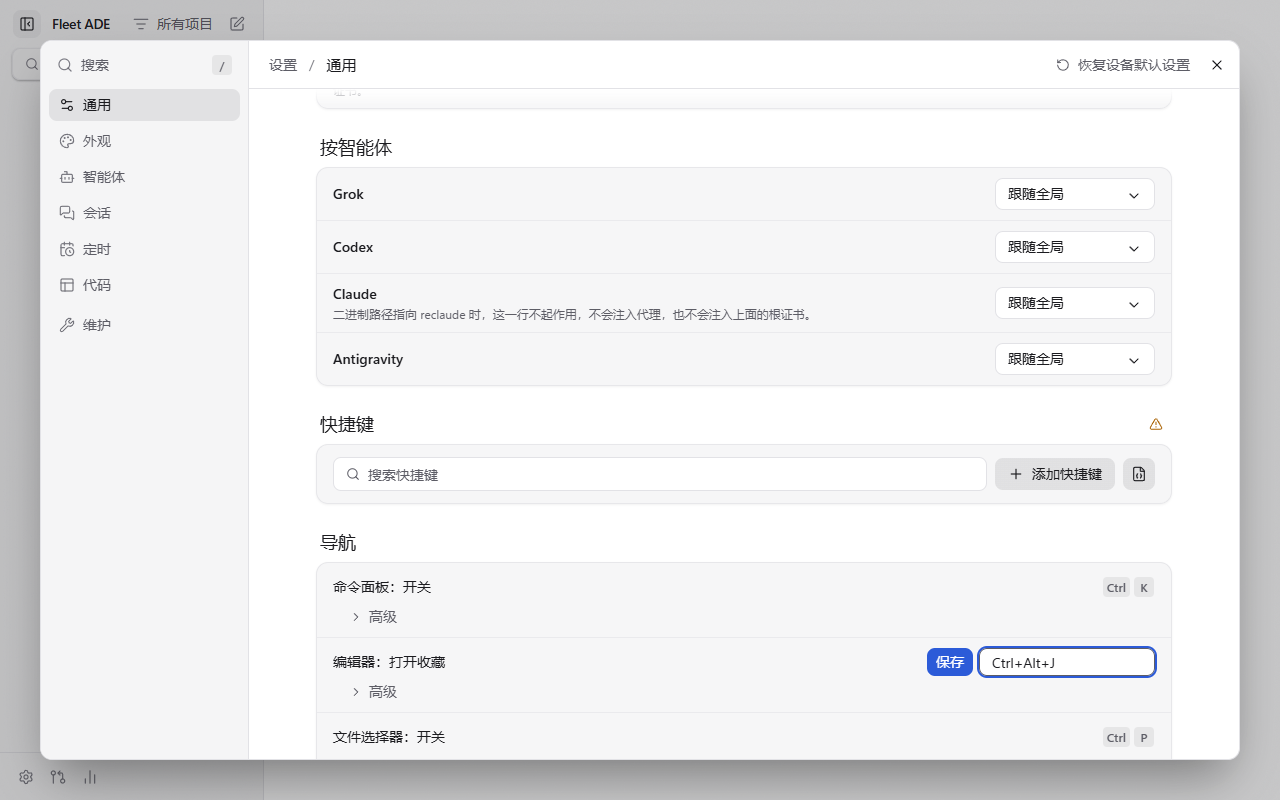 Fleet ADE
所有项目
搜索
/
通用
外观
智能体
会话
定时
代码
维护
设置 / 通用
恢复设备默认设置
按智能体
Grok
跟随全局
Codex
跟随全局
Claude
二进制路径指向 reclaude 时，这一行不起作用，不会注入代理，也不会注入上面的根证书。
跟随全局
Antigravity
跟随全局
快捷键
搜索快捷键
添加快捷键
导航
命令面板：开关
Ctrl K
高级
编辑器：打开收藏
保存
Ctrl+Alt+J
高级
文件选择器：开关
Ctrl P